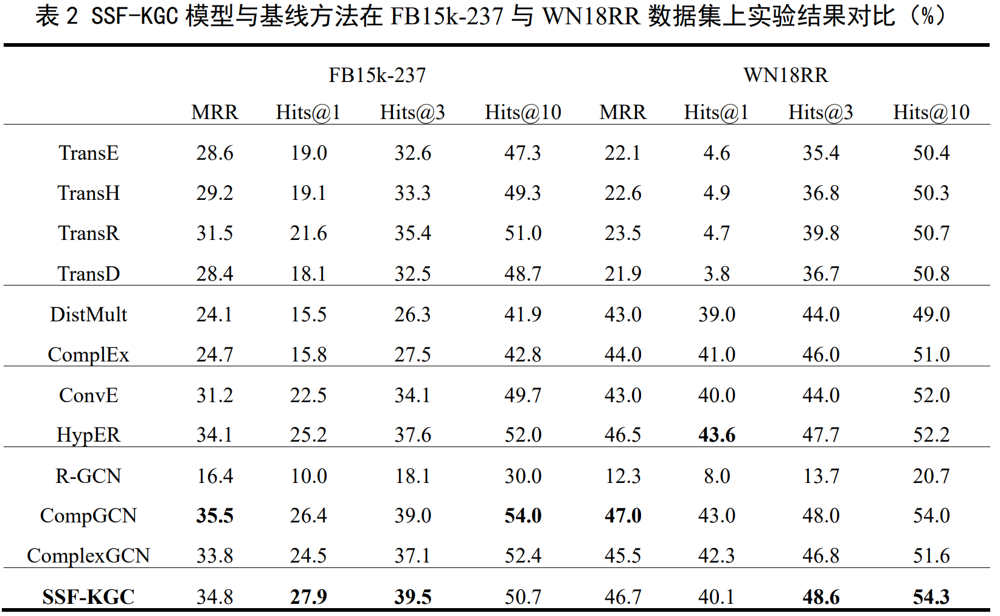 表 2 SSF-KGC 模型与基线方法在 FB15k-237 与 WN18RR 数据集上实验结果对比（%）
FB15k-237 WN18RR
MRR Hits@1 Hits@3 Hits@10 MRR Hits@1 Hits@3 Hits@10
TransE 28.6 19.0 32.6 47.3 22.1 4.6 35.4 50.4
TransH 29.2 19.1 33.3 49.3 22.6 4.9 36.8 50.3
TransR 31.5 21.6 35.4 51.0 23.5 4.7 39.8 50.7
TransD 28.4 18.1 32.5 48.7 21.9 3.8 36.7 50.8
DistMult 24.1 15.5 26.3 41.9 43.0 39.0 44.0 49.0
ComplEx 24.7 15.8 27.5 42.8 44.0 41.0 46.0 51.0
ConvE 31.2 22.5 34.1 49.7 43.0 40.0 44.0 52.0
HypER 34.1 25.2 37.6 52.0 46.5 43.6 47.7 52.2
R-GCN 16.4 10.0 18.1 30.0 12.3 8.0 13.7 20.7
CompGCN 35.5 26.4 39.0 54.0 47.0 43.0 48.0 54.0
ComplexGCN 33.8 24.5 37.1 52.4 45.5 42.3 46.8 51.6
SSF-KGC 34.8 27.9 39.5 50.7 46.7 40.1 48.6 54.3